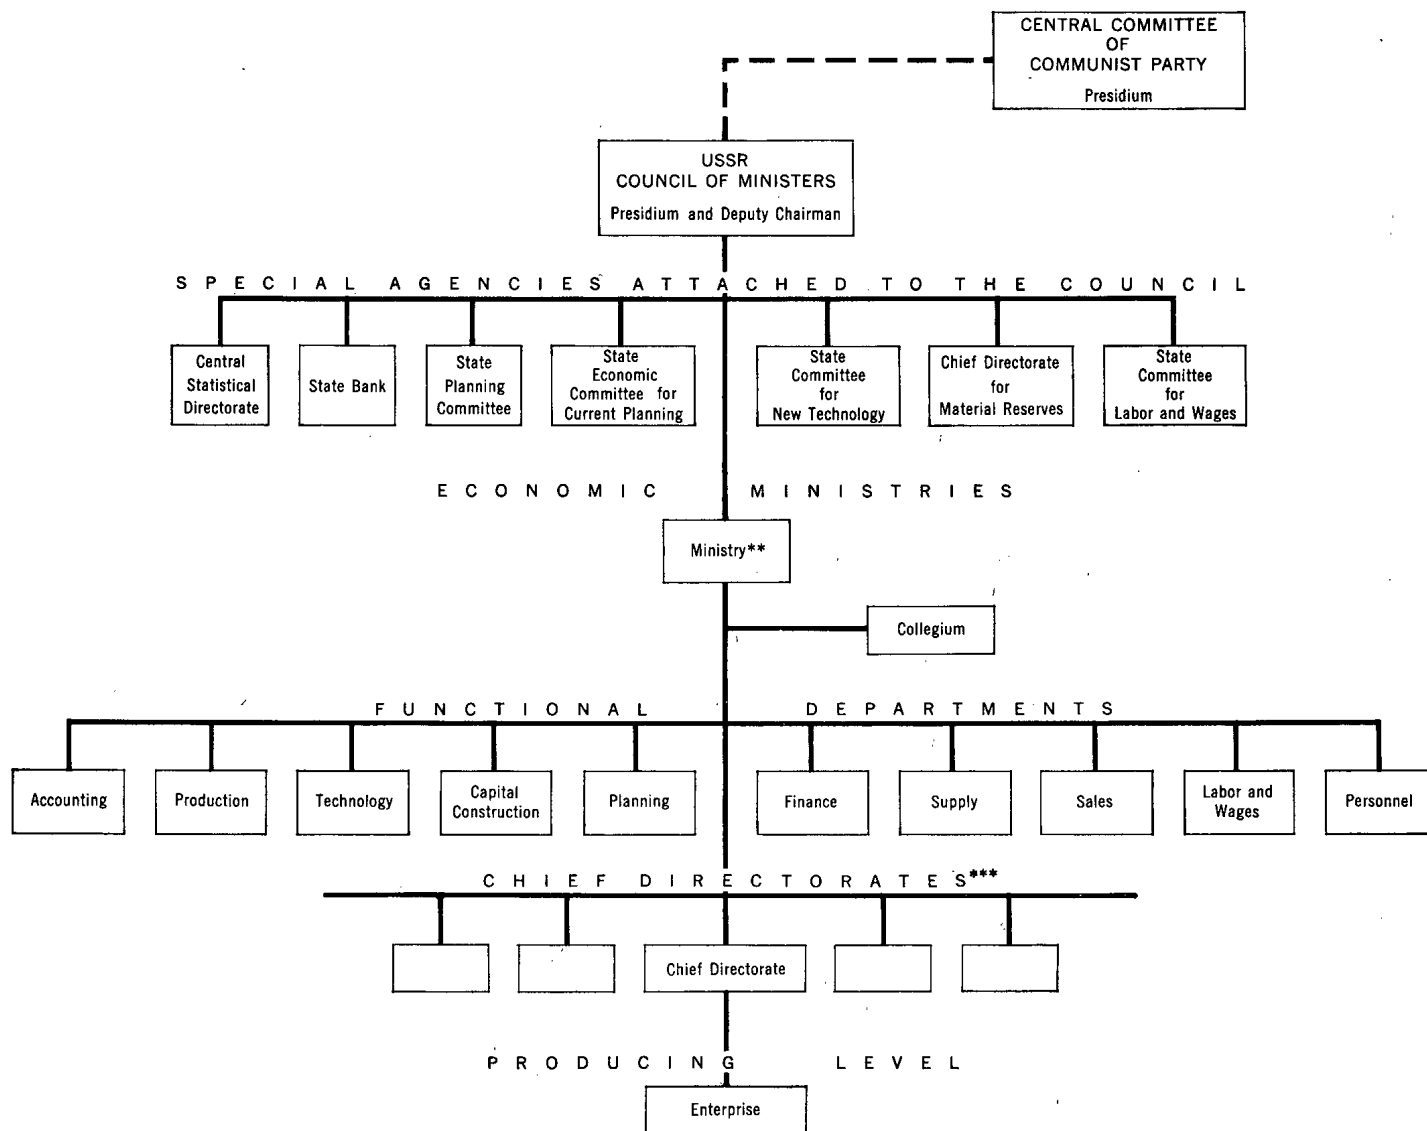 CENTRAL COMMITTEE
OF
COMMUNIST PARTY
Presidium
USSR
COUNCIL OF MINISTERS
Presidium and Deputy Chairman
SPECIAL AGENCIES ATTACHED TO THE COUNCIL
Central
Statistical
Directorate
State Bank
State
Planning
Committee
State
Economic
Committee for
Current Planning
State
Committee
for
New Technology
Chief Directorate
for
Material Reserves
State
Committee
for
Labor and Wages
ECONOMIC MINISTRIES
Ministry**
Collegium
FUNCTIONAL DEPARTMENTS
Accounting
Production
Technology
Capital
Construction
Planning
Finance
Supply
Sales
Labor and
Wages
Personnel
CHIEF DIRECTORATES***
Chief Directorate
PRODUCING LEVEL
Enterprise